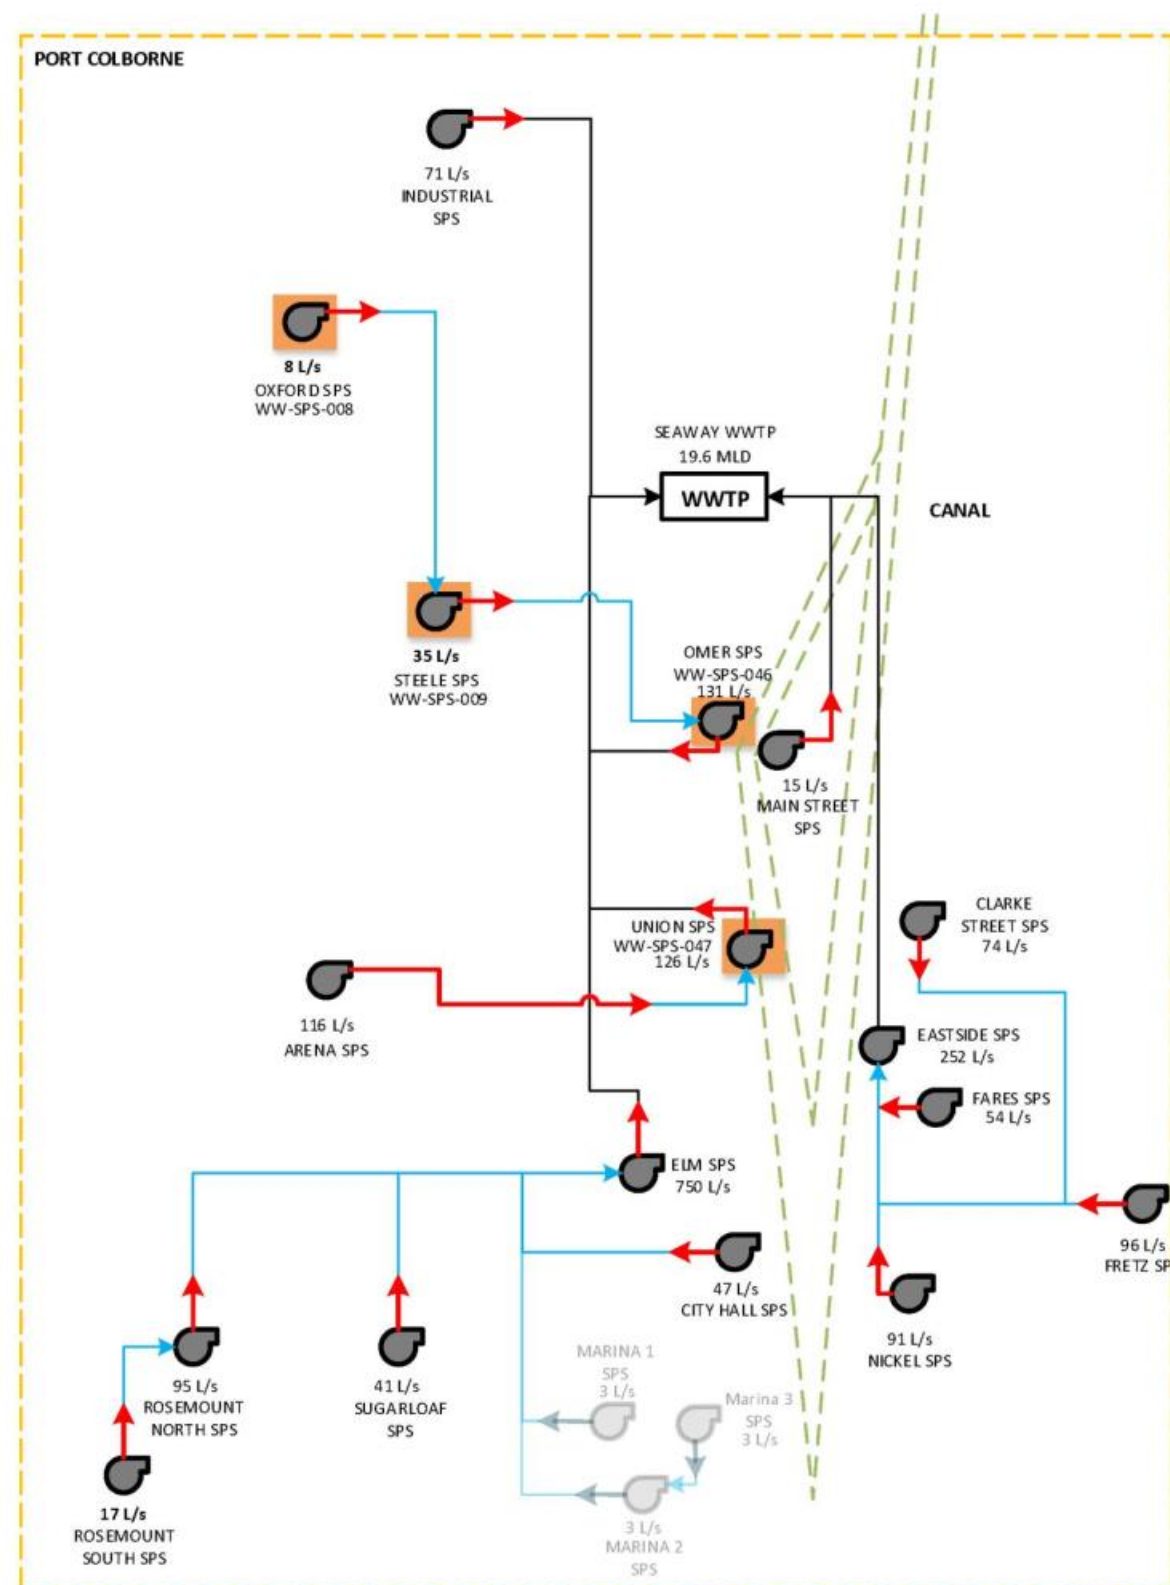 PORT COLBORNE
71 L/s
INDUSTRIAL
SPS
8 L/s
OXFORD SPS
WW-SPS-008
SEAWAY WWTP
19.6 MLD
WWTP
CANAL
35 L/s
STEELE SPS
WW-SPS-009
OMER SPS
WW-SPS-046
131 L/s
15 L/s
MAIN STREET
SPS
CLARKE
STREET SPS
74 L/s
UNION SPS
WW-SPS-047
126 L/s
116 L/s
ARENA SPS
EASTSIDE SPS
252 L/s
FARES SPS
54 L/s
ELM SPS
750 L/s
96 L/s
FRETZ SP
47 L/s
CITY HALL SPS
91 L/s
NICKEL SPS
95 L/s
ROSEMOUNT
NORTH SPS
41 L/s
SUGARLOAF
SPS
MARINA 1
SPS
3 L/s
Marina 3
SPS
3 L/s
17 L/s
ROSEMOUNT
SOUTH SPS
3 L/s
MARINA 2
SPS